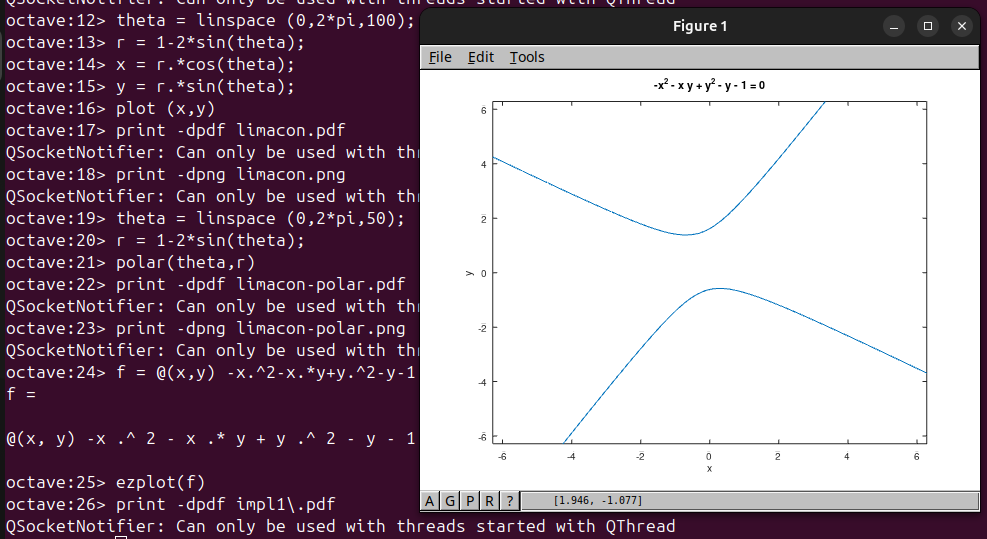 QSocketNotifier: Can only be used with threads started with QThread
octave:12> theta = linspace (0,2*pi,100);
octave:13> r = 1-2*sin(theta);
octave:14> x = r.*cos(theta);
octave:15> y = r.*sin(theta);
octave:16> plot (x,y)
octave:17> print -dpdf limacon.pdf
QSocketNotifier: Can only be used with thr
octave:18> print -dpng limacon.png
QSocketNotifier: Can only be used with thr
octave:19> theta = linspace (0,2*pi,50);
octave:20> r = 1-2*sin(theta);
octave:21> polar(theta,r)
octave:22> print -dpdf limacon-polar.pdf
QSocketNotifier: Can only be used with thr
octave:23> print -dpng limacon-polar.png
QSocketNotifier: Can only be used with thr
octave:24> f = @(x,y) -x.^2-x.*y+y.^2-y-1
f =
@(x, y) -x .^ 2 - x .* y + y .^ 2 - y - 1
octave:25> ezplot(f)
octave:26> print -dpdf impl1\.pdf
QSocketNotifier: Can only be used with threads started with QThread
Figure 1
File Edit Tools
-x² - x y + y² - y - 1 = 0
6
4
2
0
-2
-4
-6
y
-6 -4 -2 0 2 4 6
x
A G P R ? [1.946, -1.077]